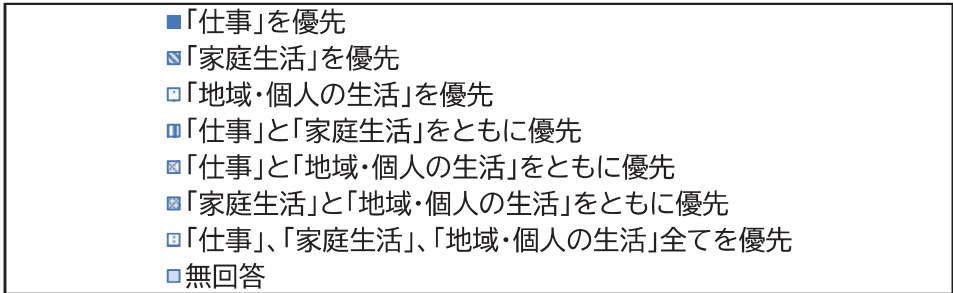 「仕事」を優先
「家庭生活」を優先
「地域・個人の生活」を優先
「仕事」と「家庭生活」をともに優先
「仕事」と「地域・個人の生活」をともに優先
「家庭生活」と「地域・個人の生活」をともに優先
「仕事」、「家庭生活」、「地域・個人の生活」全てを優先
無回答